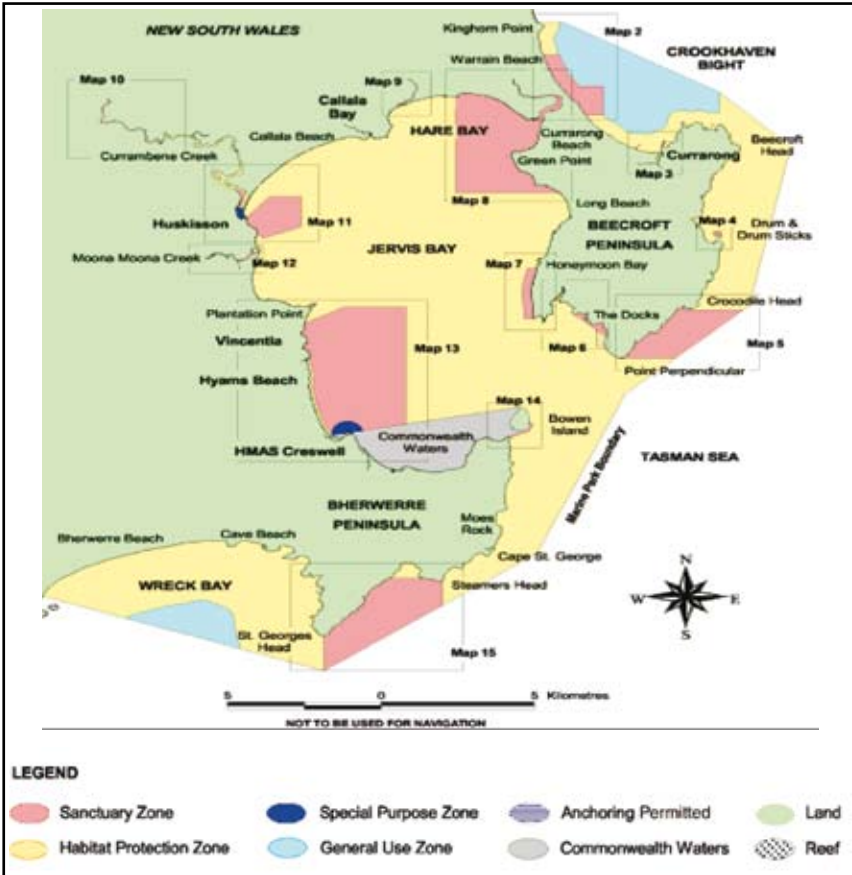 NEW SOUTH WALES
Kinghorn Point
Map 2
CROOKHAVEN
BIGHT
Warrain Beach
Map 10
Map 9
Callala
Bay
HARE BAY
Callala Beach
Currarong
Beach
Currarong
Beecroft
Head
Currambene Creek
Green Point
Map 3
Map 8
Long Beach
Map 4
Huskisson
Map 11
BEECROFT
PENINSULA
Drum &
Drum Sticks
JERVIS BAY
Moona Moona Creek
Map 12
Map 7
Honeymoon Bay
Crocodile Head
Plantation Point
The Docks
Vincentia
Map 13
Map 6
Map 5
Point Perpendicular
Hyams Beach
Map 14
Bowen
Island
HMAS Creswell
Commonwealth
Waters
Marine Park Boundary
TASMAN SEA
BHERWERRE
PENINSULA
Moes
Rock
Bherwerre Beach
Cave Beach
Cape St. George
WRECK BAY
Steamers Head
N
W
E
S
St. Georges
Head
Map 15
5
0
5
Kilometres
NOT TO BE USED FOR NAVIGATION
LEGEND
Sanctuary Zone
Special Purpose Zone
Anchoring Permitted
Land
Habitat Protection Zone
General Use Zone
Commonwealth Waters
Reef